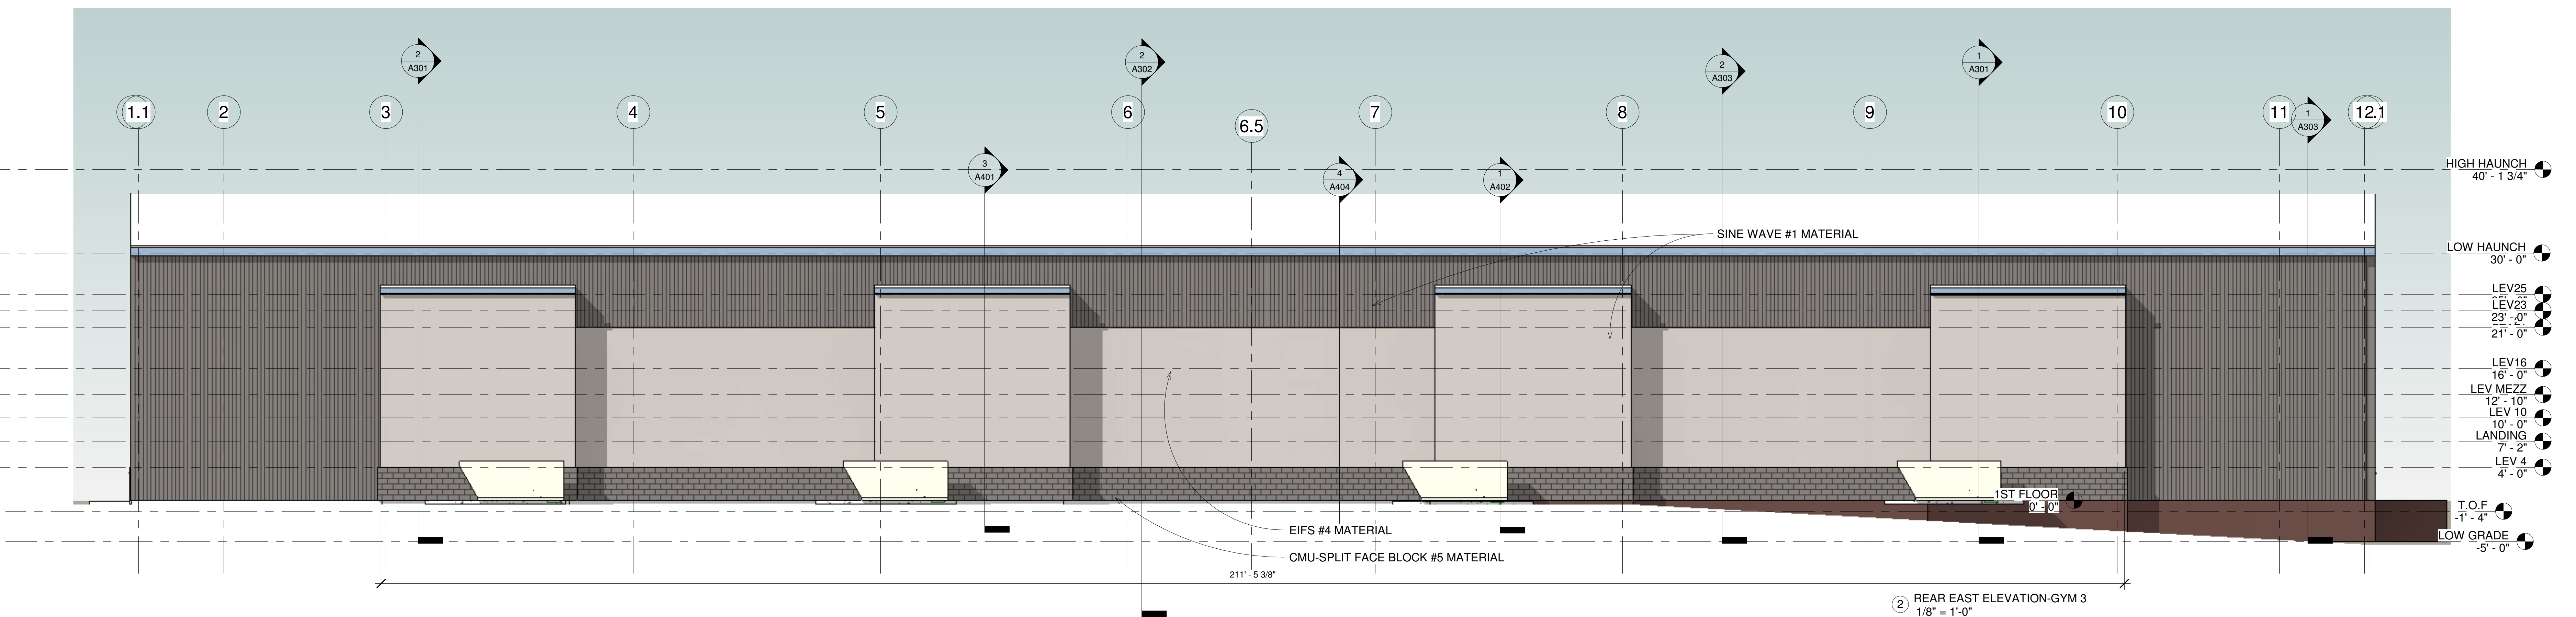 2
A301
2
A302
2
A303
1
A301
1.1
2
3
4
5
6
6.5
7
8
9
10
11
1
A303
12.1
3
A401
4
A404
1
A402
HIGH HAUNCH
40' - 1 3/4"
SINE WAVE #1 MATERIAL
LOW HAUNCH
30' - 0"
LEV25
LEV23
23' - 0"
21' - 0"
LEV16
16' - 0"
LEV MEZZ
12' - 10"
LEV 10
10' - 0"
LANDING
7' - 2"
LEV 4
4' - 0"
1ST FLOOR
0' - 0"
T.O.F
-1' - 4"
EIFS #4 MATERIAL
LOW GRADE
-5' - 0"
CMU-SPLIT FACE BLOCK #5 MATERIAL
211' - 5 3/8"
2 REAR EAST ELEVATION-GYM 3
1/8" = 1'-0"